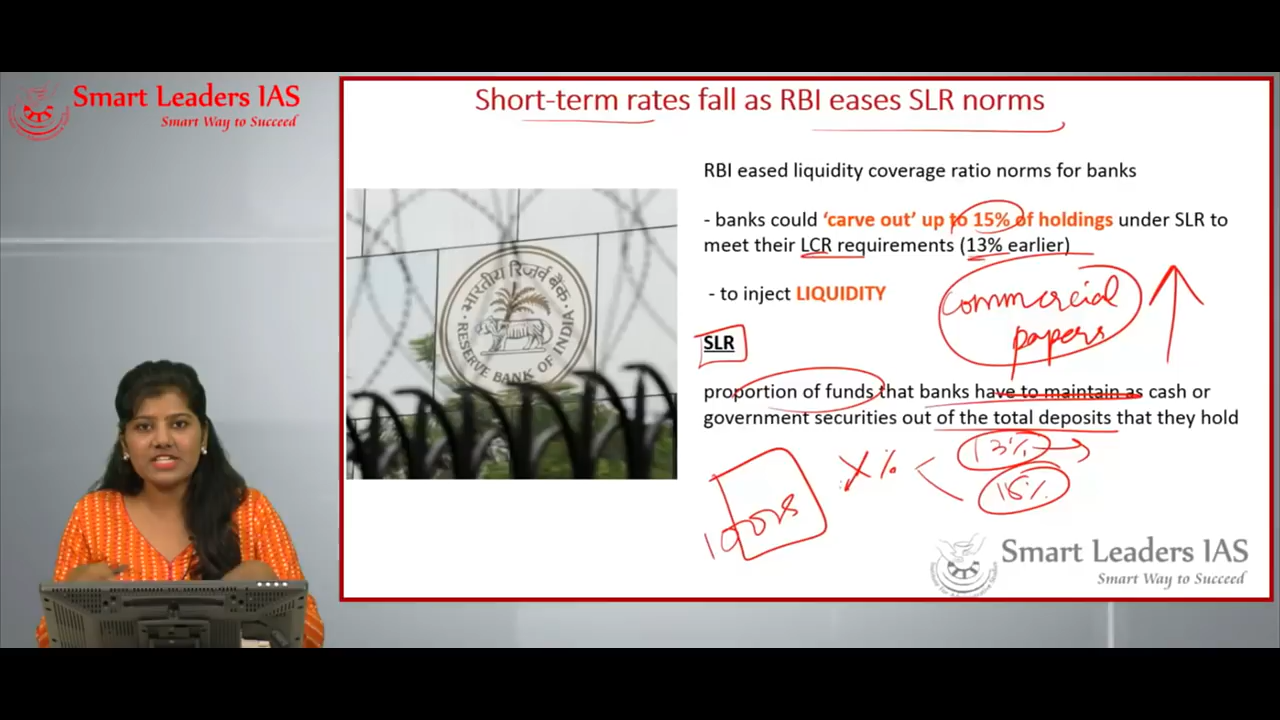 Smart Leaders IAS
Smart Way to Succeed
Short-term rates fall as RBI eases SLR norms
RBI eased liquidity coverage ratio norms for banks
- banks could ‘carve out’ up to 15% of holdings under SLR to
meet their LCR requirements (13% earlier)
- to inject LIQUIDITY
commercial
papers
SLR
proportion of funds that banks have to maintain as cash or
government securities out of the total deposits that they hold
X%
13%
15%
भारतीय रिज़र्व बैंक
RESERVE BANK OF INDIA
Smart Leaders IAS
Smart Way to Succeed